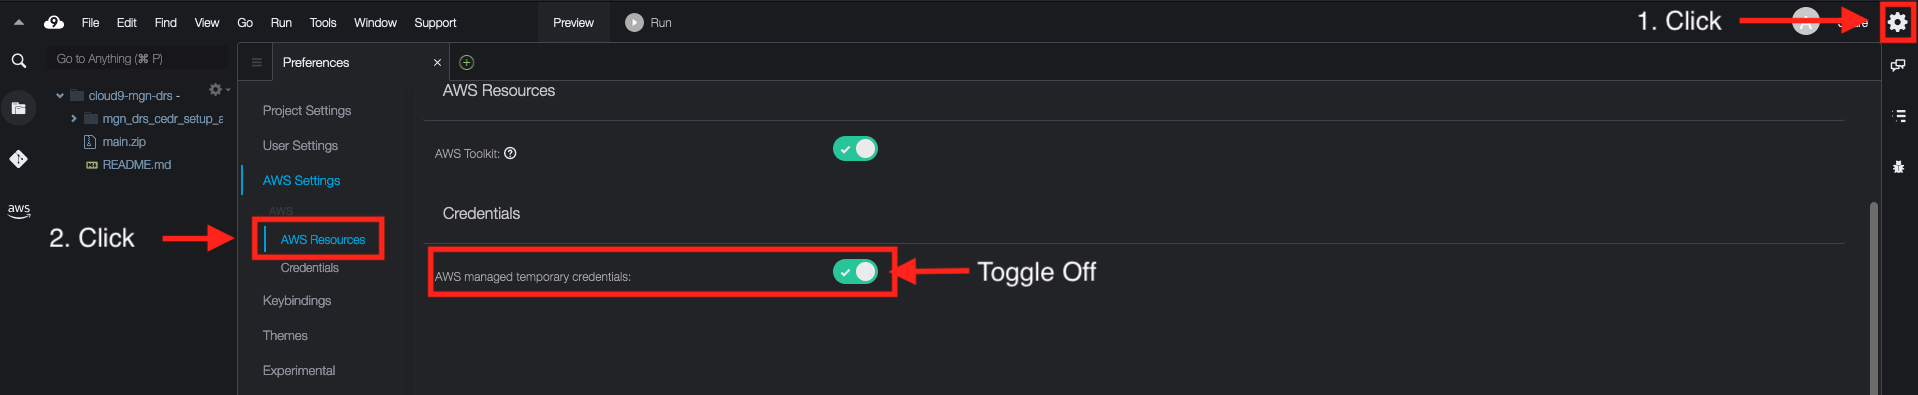 9 File Edit Find View Go Run Tools Window Support Preview Run 1. Click A Share
Go to Anything (⌘ P) Preferences
cloud9-mgn-drs -
mgn_drs_cedr_setup_a
main.zip
README.md
aws
2. Click
Project Settings
User Settings
AWS Settings
AWS
AWS Resources
Credentials
Keybindings
Themes
Experimental
AWS Resources
AWS Toolkit: ?
Credentials
AWS managed temporary credentials:
Toggle Off